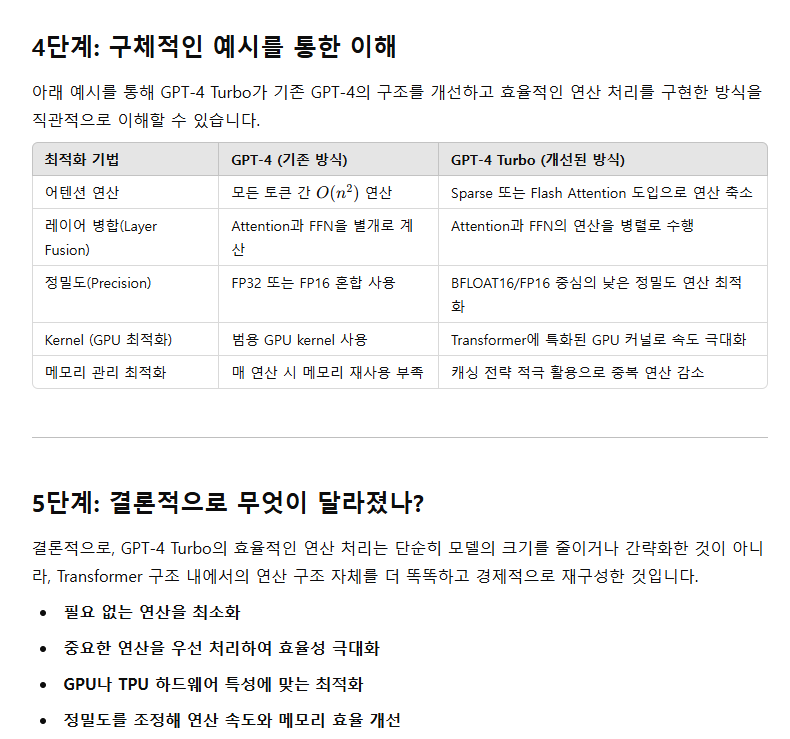 4단계: 구체적인 예시를 통한 이해
아래 예시를 통해 GPT-4 Turbo가 기존 GPT-4의 구조를 개선하고 효율적인 연산 처리를 구현한 방식을
직관적으로 이해할 수 있습니다.
최적화 기법 GPT-4 (기존 방식) GPT-4 Turbo (개선된 방식)
어텐션 연산 모든 토큰 간 O(n²) 연산 Sparse 또는 Flash Attention 도입으로 연산 축소
레이어 병합(Layer Attention과 FFN을 별개로 계 Attention과 FFN의 연산을 병렬로 수행
Fusion) 산
정밀도(Precision) FP32 또는 FP16 혼합 사용 BFLOAT16/FP16 중심의 낮은 정밀도 연산 최적
화
Kernel (GPU 최적화) 범용 GPU kernel 사용 Transformer에 특화된 GPU 커널로 속도 극대화
메모리 관리 최적화 매 연산 시 메모리 재사용 부족 캐싱 전략 적극 활용으로 중복 연산 감소
5단계: 결론적으로 무엇이 달라졌나?
결론적으로, GPT-4 Turbo의 효율적인 연산 처리는 단순히 모델의 크기를 줄이거나 간략화한 것이 아니
라, Transformer 구조 내에서의 연산 구조 자체를 더 똑똑하고 경제적으로 재구성한 것입니다.
• 필요 없는 연산을 최소화
• 중요한 연산을 우선 처리하여 효율성 극대화
• GPU나 TPU 하드웨어 특성에 맞는 최적화
• 정밀도를 조정해 연산 속도와 메모리 효율 개선